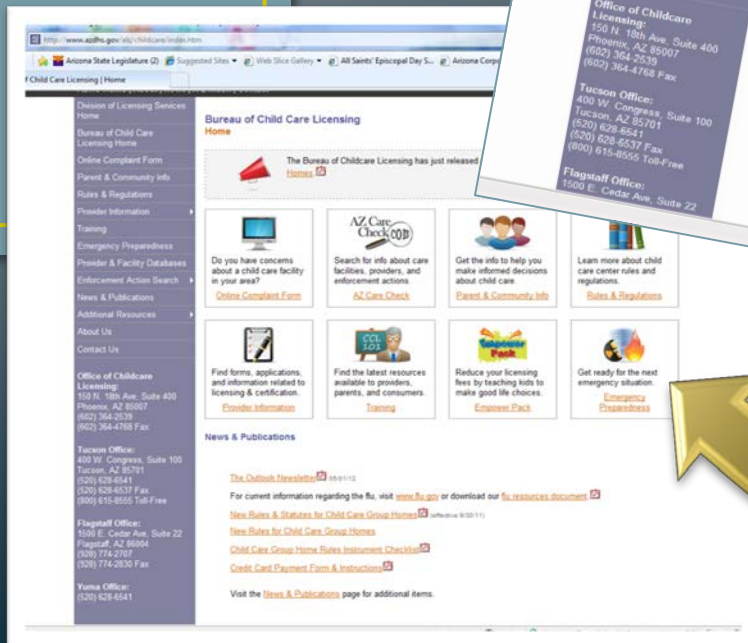 http://www.azdhs.gov/als/childcare/index.htm
Arizona State Legislature (2) Suggested Sites Web Slice Gallery All Saints' Episcopal Day S... Arizona Corpo
Child Care Licensing | Home
Division of Licensing Services
Home
Bureau of Child Care
Licensing Home
Online Complaint Form
Parent & Community Info
Rules & Regulations
Provider Information
Training
Emergency Preparedness
Provider & Facility Databases
Enforcement Action Search
News & Publications
Additional Resources
About Us
Contact Us
Office of Childcare
Licensing:
150 N. 18th Ave, Suite 400
Phoenix, AZ 85007
(602) 364-2539
(602) 364-4768 Fax
Tucson Office:
400 W. Congress, Suite 100
Tucson, AZ 85701
(520) 628-6541
(520) 628-6537 Fax
(800) 615-8555 Toll-Free
Flagstaff Office:
1500 E. Cedar Ave, Suite 22
Flagstaff, AZ 86004
(928) 774-2707
(928) 774-2830 Fax
Yuma Office:
(520) 628-6541
Bureau of Child Care Licensing
Home
The Bureau of Childcare Licensing has just released
Homes
Do you have concerns
about a child care facility
in your area?
Online Complaint Form
AZ Care
Check
Search for info about care
facilities, providers, and
enforcement actions
AZ Care Check
Get the info to help you
make informed decisions
about child care.
Parent & Community Info
Learn more about child
care center rules and
regulations.
Rules & Regulations
Find forms, applications,
and information related to
licensing & certification.
Provider Information
CCL
101
Find the latest resources
available to providers,
parents, and consumers.
Training
Empower
Pack
Reduce your licensing
fees by teaching kids to
make good life choices.
Empower Pack
Get ready for the next
emergency situation.
Emergency
Preparedness
News & Publications
The Outlook Newsletter 05/01/12
For current information regarding the flu, visit www.flu.gov or download our flu resources document.
New Rules & Statutes for Child Care Group Homes (effective 9/30/11)
New Rules for Child Care Group Homes
Child Care Group Home Rules Instrument Checklist
Credit Card Payment Form & Instructions
Visit the News & Publications page for additional items.
Office of Childcare
Licensing:
150 N. 18th Ave, Suite 400
Phoenix, AZ 85007
(602) 364-2539
(602) 364-4768 Fax
Tucson Office:
400 W. Congress, Suite 100
Tucson, AZ 85701
(520) 628-6541
(520) 628-6537 Fax
(800) 615-8555 Toll-Free
Flagstaff Office:
1500 E. Cedar Ave, Suite 22